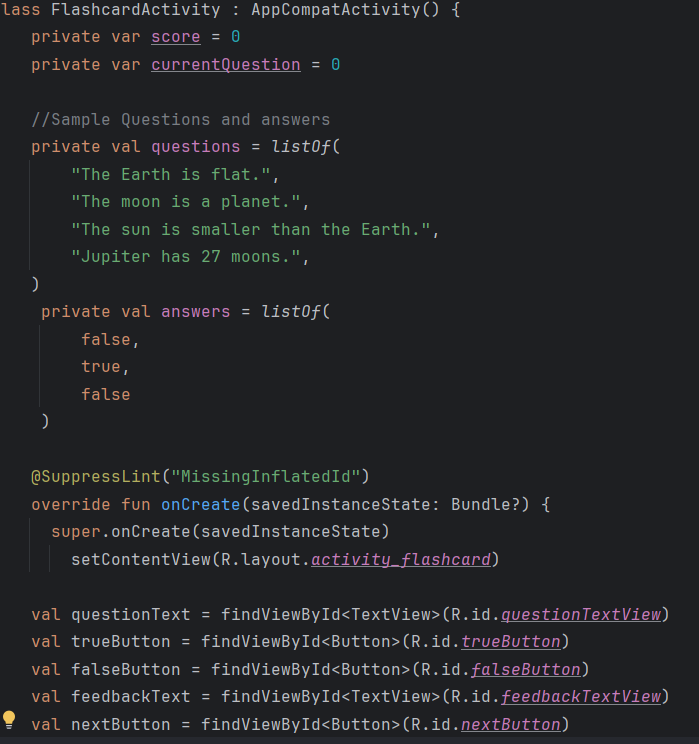 lass FlashcardActivity : AppCompatActivity() {
private var score = 0
private var currentQuestion = 0
//Sample Questions and answers
private val questions = listOf(
"The Earth is flat.",
"The moon is a planet.",
"The sun is smaller than the Earth.",
"Jupiter has 27 moons.",
)
private val answers = listOf(
false,
true,
false
)
@SuppressLint("MissingInflatedId")
override fun onCreate(savedInstanceState: Bundle?) {
super.onCreate(savedInstanceState)
setContentView(R.layout.activity_flashcard)
val questionText = findViewById<TextView>(R.id.questionTextView)
val trueButton = findViewById<Button>(R.id.trueButton)
val falseButton = findViewById<Button>(R.id.falseButton)
val feedbackText = findViewById<TextView>(R.id.feedbackTextView)
val nextButton = findViewById<Button>(R.id.nextButton)